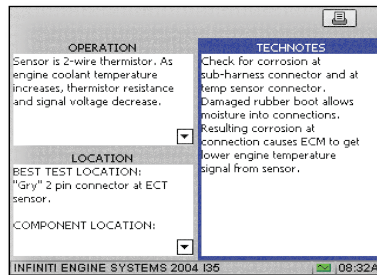 OPERATION
Sensor is 2-wire thermistor. As
engine coolant temperature
increases, thermistor resistance
and signal voltage decrease.
LOCATION
BEST TEST LOCATION:
"Gry" 2 pin connector at ECT
sensor.
COMPONENT LOCATION:
TECHNOTES
Check for corrosion at
sub-harness connector and at
temp sensor connector.
Damaged rubber boot allows
moisture into connections.
Resulting corrosion at
connection causes ECM to get
lower engine temperature
signal from sensor.
INFINITI ENGINE SYSTEMS 2004 I35
08:32A